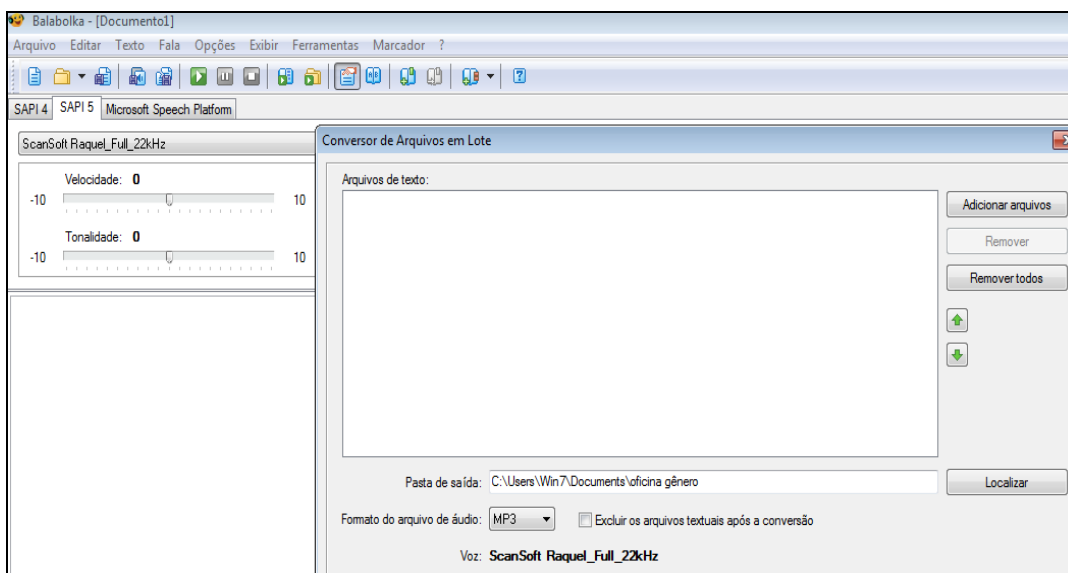 Balabolka - [Documento1]
Arquivo Editar Texto Fala Opções Exibir Ferramentas Marcador ?
SAPI 4 SAPI 5 Microsoft Speech Platform
ScanSoft Raquel_Full_22kHz
Velocidade: 0
-10 10
Tonalidade: 0
-10 10
Conversor de Arquivos em Lote
Arquivos de texto:
Adicionar arquivos
Remover
Remover todos
Pasta de saída: C:\Users\Win7\Documents\oficina gênero Localizar
Formato do arquivo de áudio: MP3 Excluir os arquivos textuais após a conversão
Voz: ScanSoft Raquel_Full_22kHz